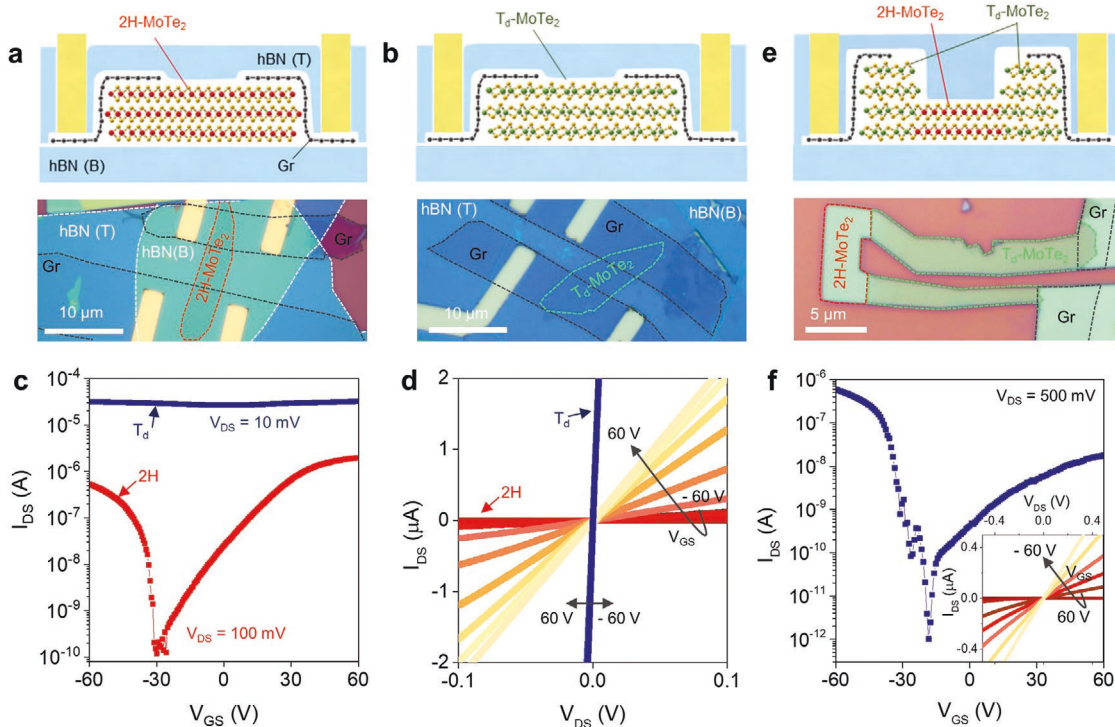 a
2H-MoTe2
hBN (T)
hBN (B)
Gr
hBN (T)
hBN(B)
2H-MoTe2
Gr
Gr
10 µm
b
Td-MoTe2
hBN (T)
hBN(B)
Gr
Td-MoTe2
Gr
10 µm
e
2H-MoTe2
Td-MoTe2
2H-MoTe2
Td-MoTe2
Gr
Gr
5 µm
c
10-4
10-5
10-6
10-7
10-8
10-9
10-10
IDS (A)
Td
VDS = 10 mV
2H
VDS = 100 mV
-60
-30
0
30
60
VGS (V)
d
2
1
0
-1
-2
IDS (µA)
Td
60 V
2H
- 60 V
VGS
60 V
- 60 V
-0.1
0.0
0.1
VDS (V)
f
10-6
10-7
10-8
10-9
10-10
10-11
10-12
IDS (A)
VDS = 500 mV
VDS (V)
-0.4
0.0
0.4
0.4
0.0
-0.4
IDS (µA)
- 60 V
VGS
60 V
-60
-30
0
30
60
VGS (V)